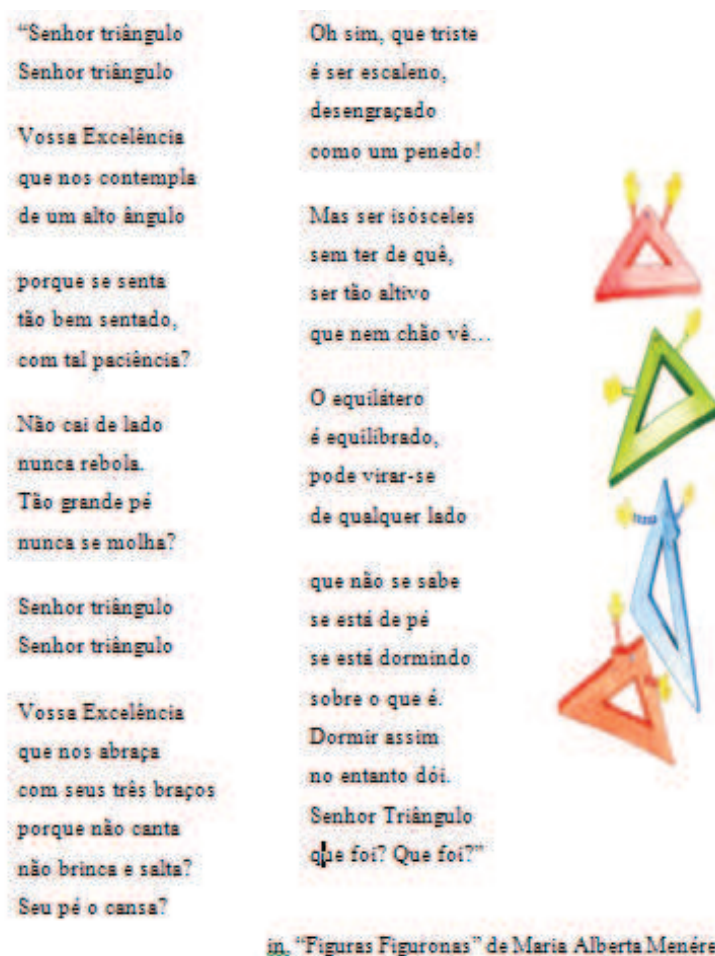 “Senhor triângulo
Senhor triângulo
Vossa Excelência
que nos contempla
de um alto ângulo
porque se senta
tão bem sentado,
com tal paciência?
Não cai de lado
nunca rebola.
Tão grande pé
nunca se molha?
Senhor triângulo
Senhor triângulo
Vossa Excelência
que nos abraça
com seus três braços
porque não canta
não brinca e salta?
Seu pé o cansa?
Oh sim, que triste
é ser escaleno,
desengraçado
como um penedo!
Mas ser isósceles
sem ter de quê,
ser tão altivo
que nem chão vê…
O equilátero
é equilibrado,
pode virar-se
de qualquer lado
que não se sabe
se está de pé
se está dormindo
sobre o que é.
Dormir assim
no entanto dói.
Senhor Triângulo
que foi? Que foi?”
in, “Figuras Figuronas” de Maria Alberta Menére